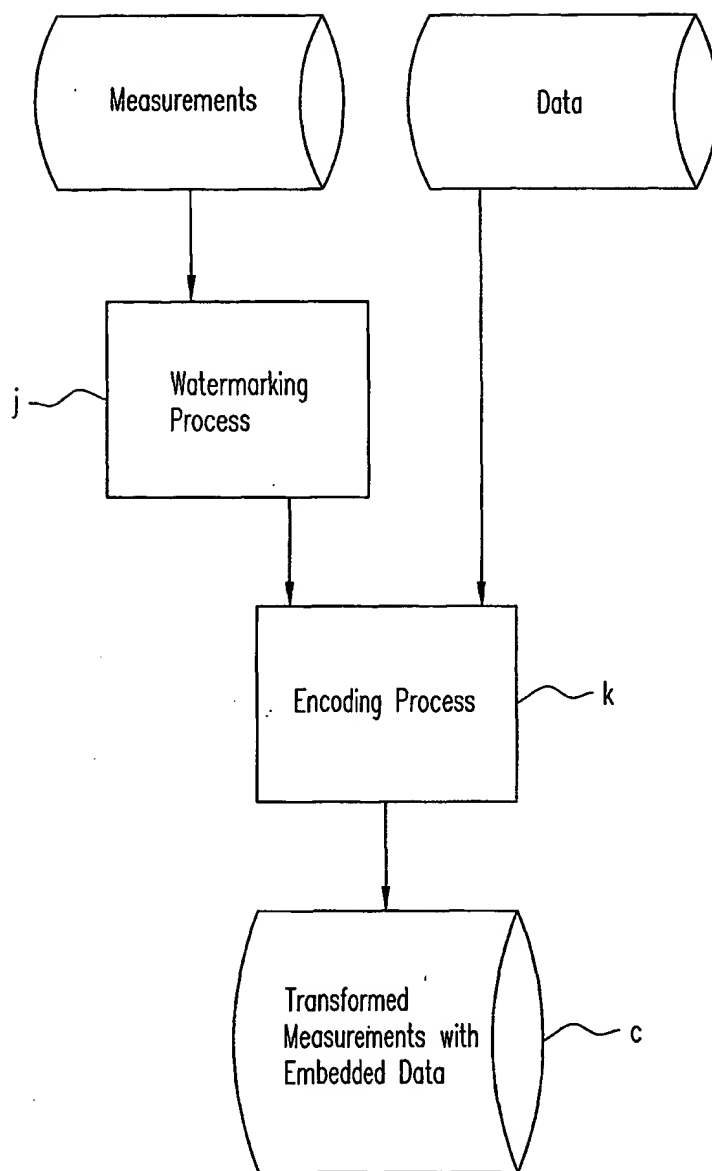 Measurements
Data
Watermarking
Process
j
Encoding Process
k
Transformed
Measurements with
Embedded Data
c